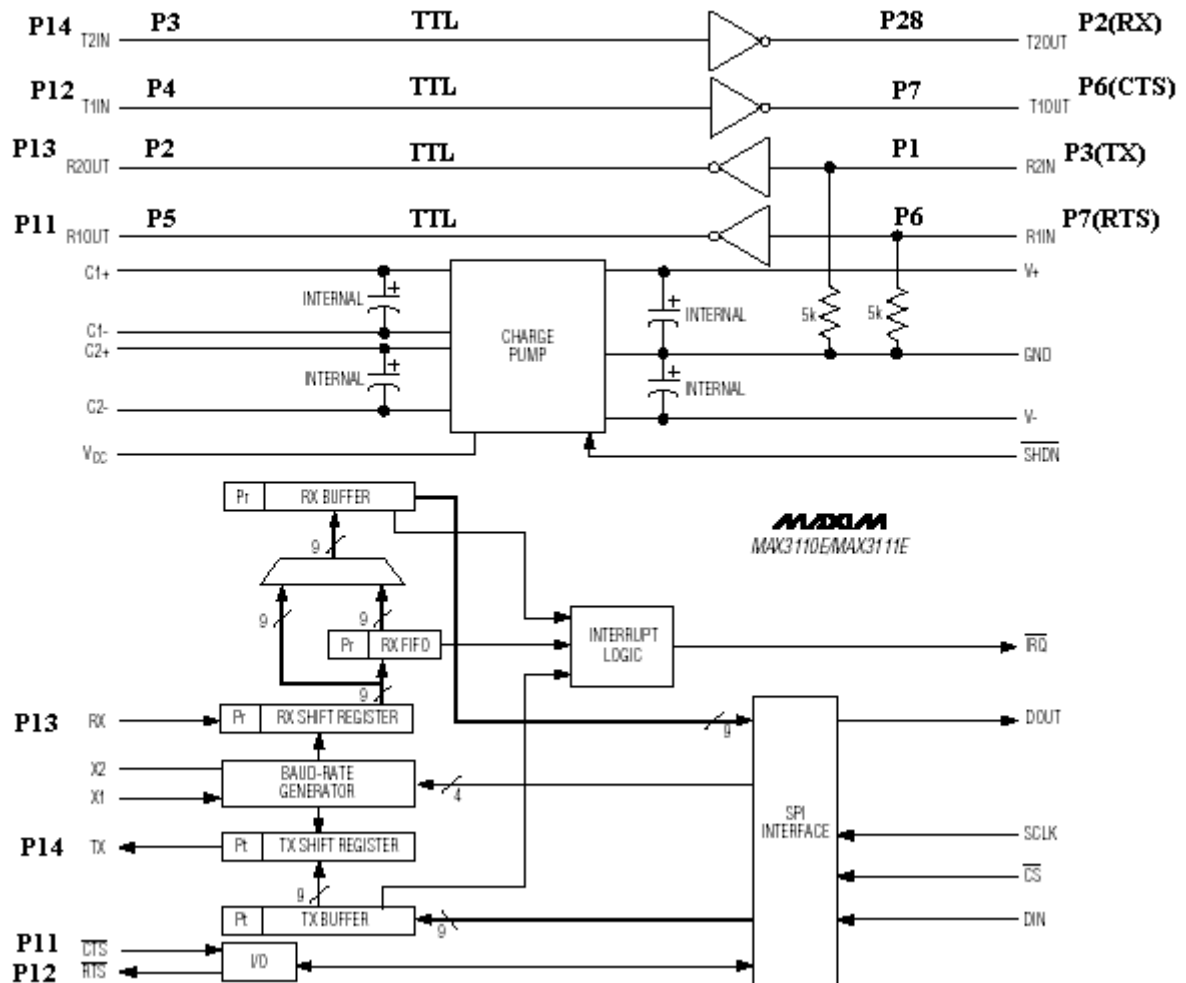 P14 T2IN P3 TTL P28 T2OUT P2(RX)
P12 T1IN P4 TTL P7 T1OUT P6(CTS)
P13 R2OUT P2 TTL P1 R2IN P3(TX)
P11 R1OUT P5 TTL P6 R1IN P7(RTS)
C1+ V+
INTERNAL + + INTERNAL 5k 5k
C1-
CHARGE PUMP
C2+ GND
INTERNAL + + INTERNAL
C2- V-
VCC SHDN
Pr RX BUFFER
MAXIM
MAX3110E/MAX3111E
9
9 9
INTERRUPT LOGIC IRQ
Pr RX FIFO
9
P13 RX Pr RX SHIFT REGISTER 9 DOUT
X2 BAUD-RATE GENERATOR 4
X1
SPI INTERFACE
P14 TX Pt TX SHIFT REGISTER SCLK
9 CS
Pt TX BUFFER 9 DIN
P11 CTS
I/O
P12 RTS